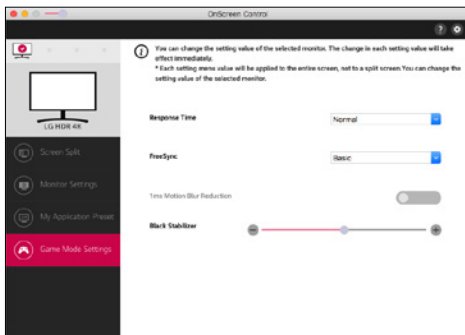 OnScreen Control
?
You can change the setting value of the selected monitor. The change in each setting value will take
effect immediately.
* Each setting menu value will be applied to the entire screen, not to a split screen.You can change the
setting value of the selected monitor.
LG HDR 4K
Screen Split
Monitor Settings
My Application Preset
Game Mode Settings
Response Time
Normal
FreeSync
Basic
1ms Motion Blur Reduction
Black Stabilizer